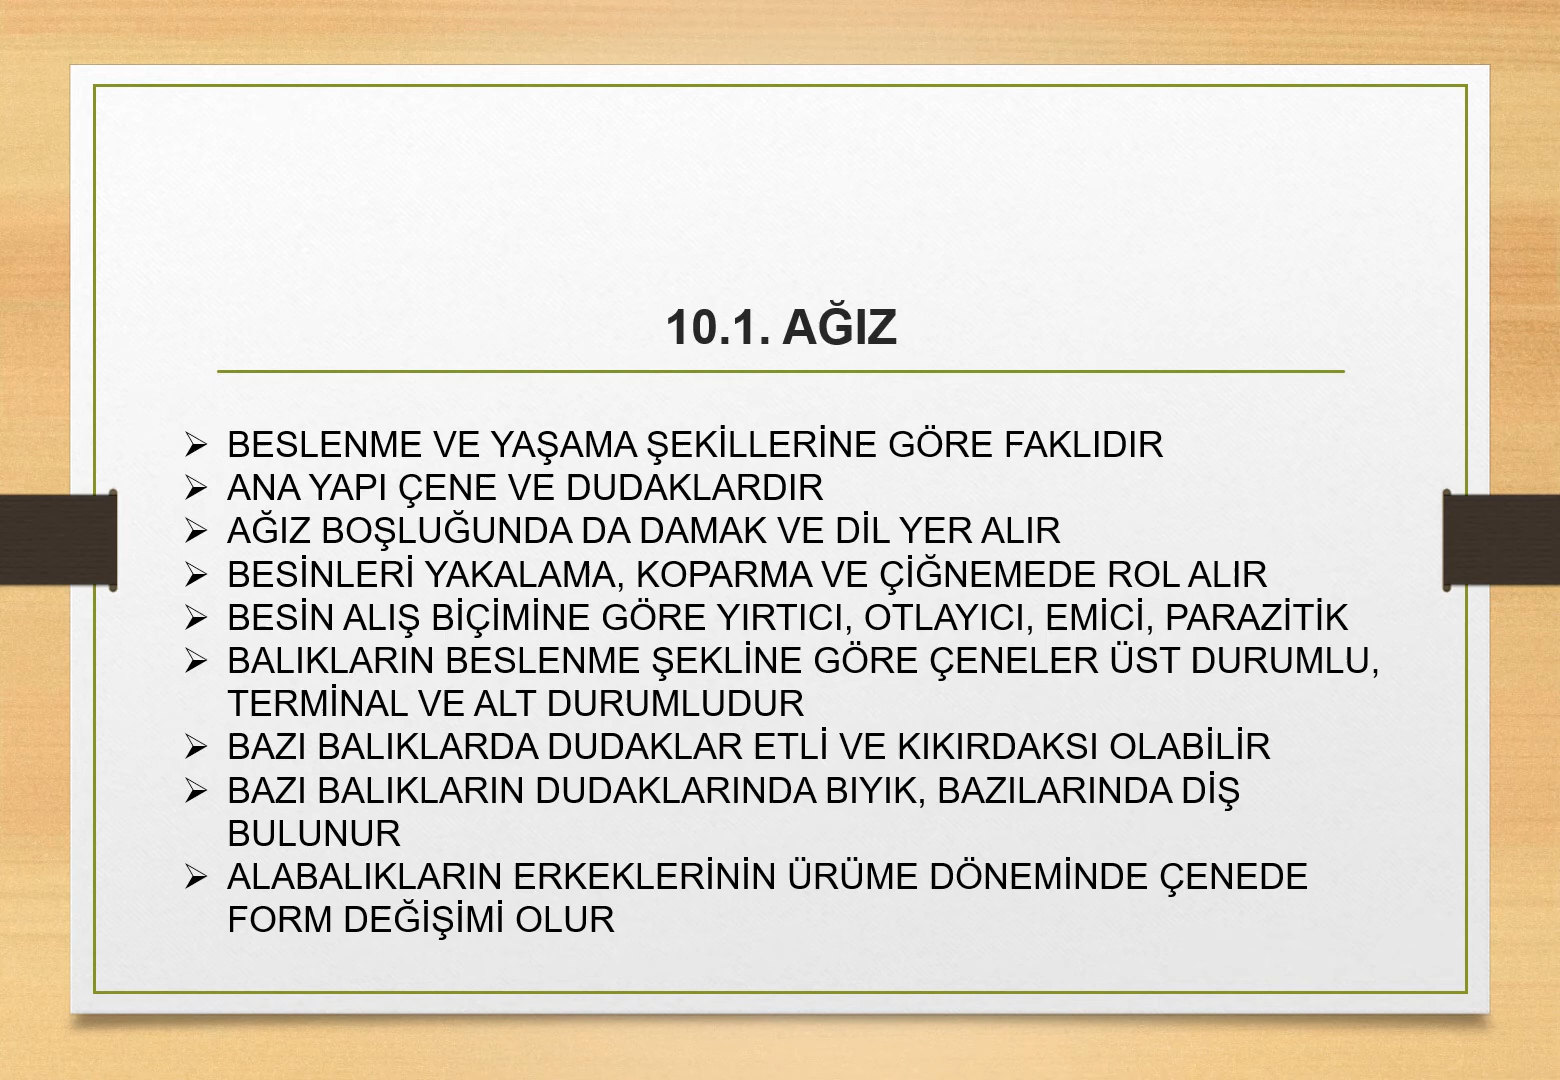 10.1. AĞIZ
➢ BESLENME VE YAŞAMA ŞEKİLLERİNE GÖRE FAKLIDIR
➢ ANA YAPI ÇENE VE DUDAKLARDIR
➢ AĞIZ BOŞLUĞUNDA DA DAMAK VE DİL YER ALIR
➢ BESİNLERİ YAKALAMA, KOPARMA VE ÇİĞNEMEDE ROL ALIR
➢ BESİN ALIŞ BİÇİMİNE GÖRE YIRTICI, OTLAYICI, EMİCİ, PARAZİTİK
➢ BALIKLARIN BESLENME ŞEKLİNE GÖRE ÇENELER ÜST DURUMLU,
TERMİNAL VE ALT DURUMLUDUR
➢ BAZI BALIKLARDA DUDAKLAR ETLİ VE KIKIRDAKSI OLABİLİR
➢ BAZI BALIKLARIN DUDAKLARINDA BIYIK, BAZILARINDA DİŞ
BULUNUR
➢ ALABALIKLARIN ERKEKLERİNİN ÜRÜME DÖNEMİNDE ÇENEDE
FORM DEĞİŞİMİ OLUR